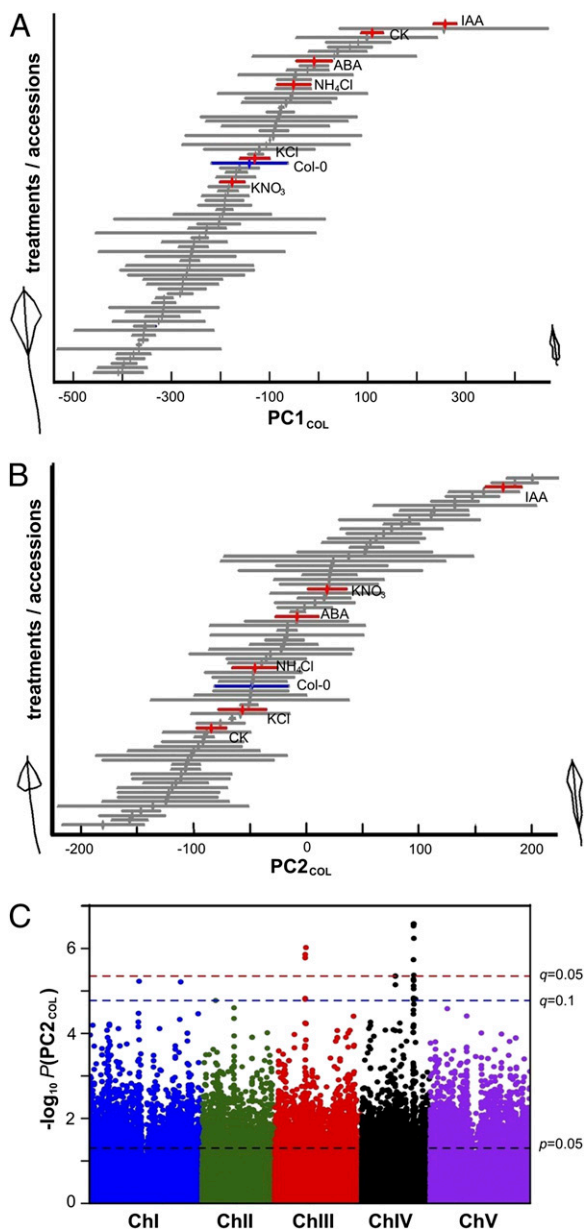 A
IAA
CK
ABA
NH₄Cl
KCl
Col-0
KNO₃
treatments / accessions
-500 -300 -100 100 300
PC1COL
B
IAA
KNO₃
ABA
NH₄Cl
Col-0
KCl
CK
treatments / accessions
-200 -100 0 100 200
PC2COL
C
6
4
2
0
-log₁₀ P(PC2COL)
q=0.05
q=0.1
p=0.05
ChI ChII ChIII ChIV ChV